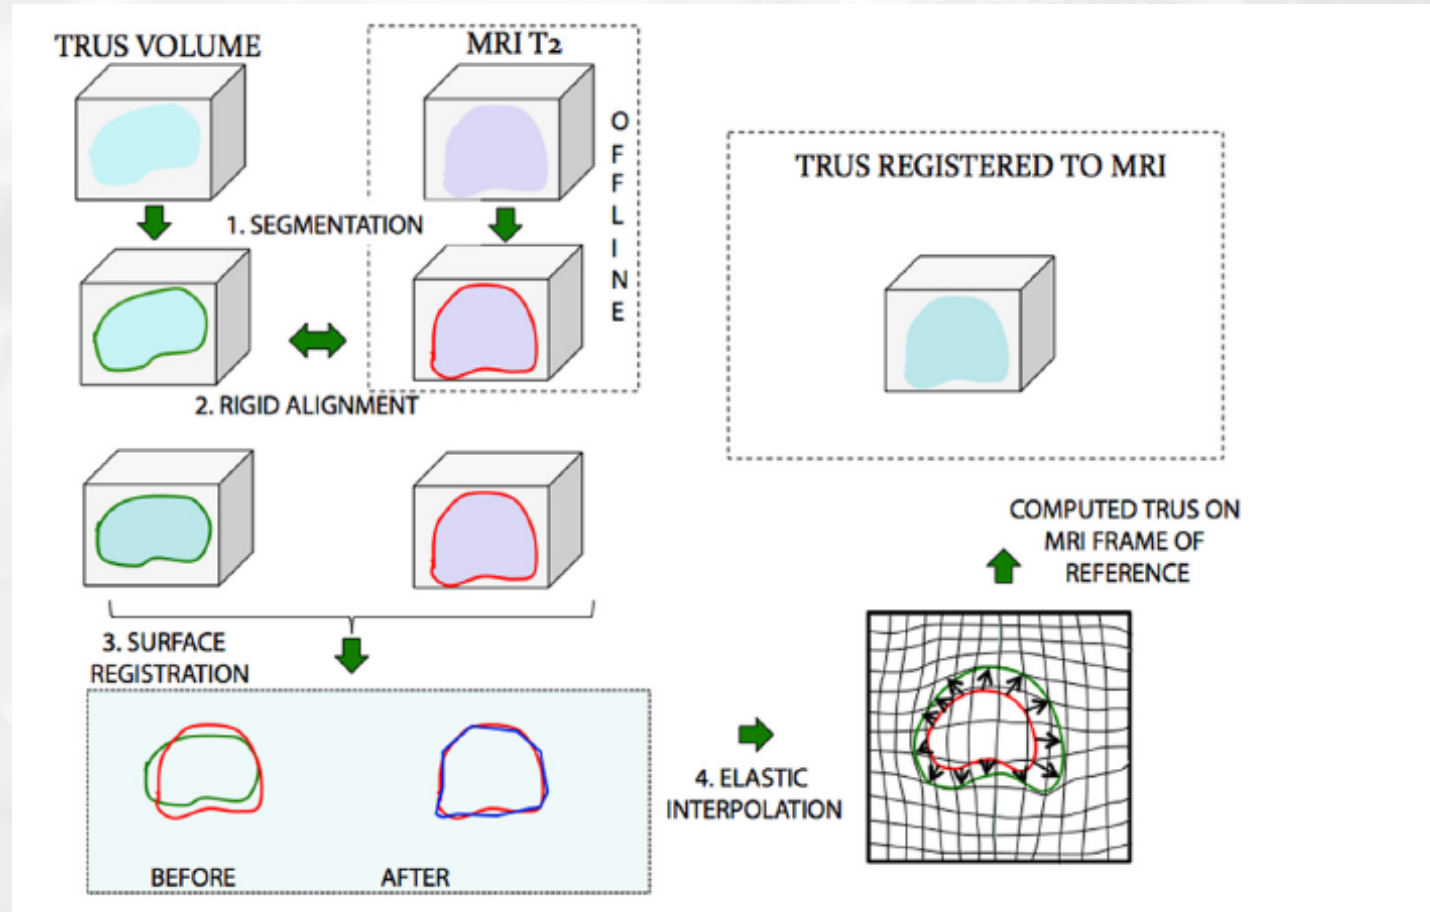 TRUS VOLUME
MRI T2
OFFLINE
1. SEGMENTATION
2. RIGID ALIGNMENT
3. SURFACE
REGISTRATION
BEFORE
AFTER
4. ELASTIC
INTERPOLATION
COMPUTED TRUS ON
MRI FRAME OF
REFERENCE
TRUS REGISTERED TO MRI